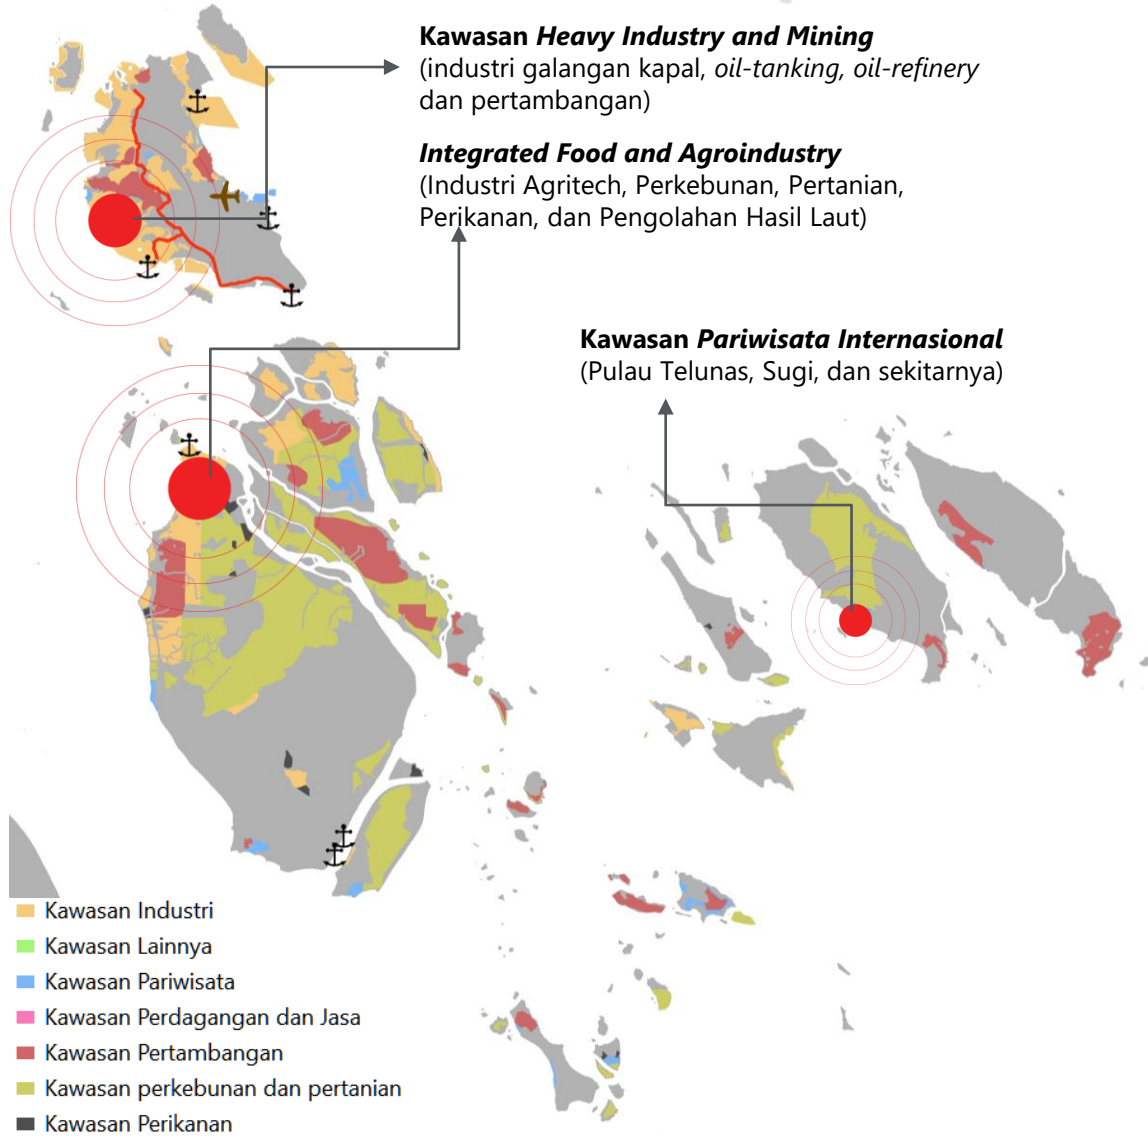 Kawasan Heavy Industry and Mining
(industri galangan kapal, oil-tanking, oil-refinery
dan pertambangan)
Integrated Food and Agroindustry
(Industri Agritech, Perkebunan, Pertanian,
Perikanan, dan Pengolahan Hasil Laut)
Kawasan Pariwisata Internasional
(Pulau Telunas, Sugi, dan sekitarnya)
Kawasan Industri
Kawasan Lainnya
Kawasan Pariwisata
Kawasan Perdagangan dan Jasa
Kawasan Pertambangan
Kawasan perkebunan dan pertanian
Kawasan Perikanan